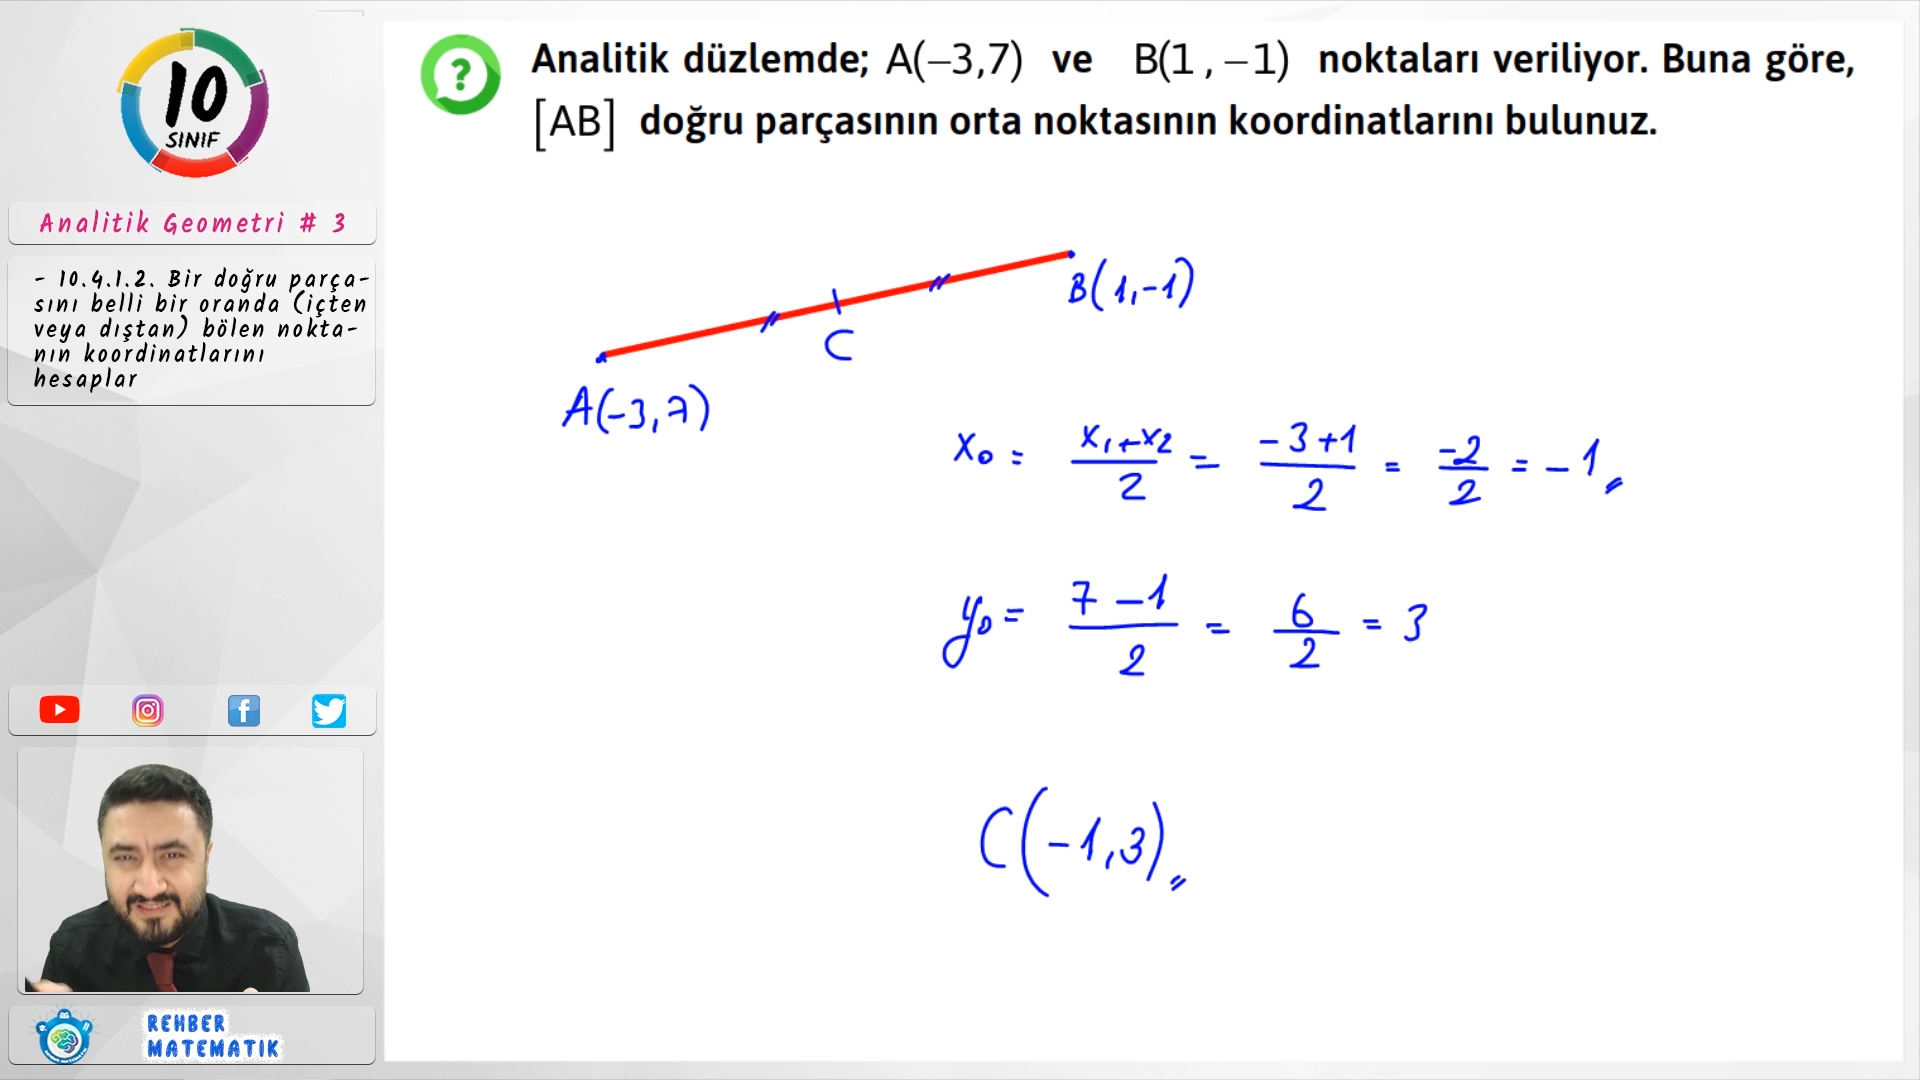 10
SINIF
Analitik Geometri # 3
- 10.4.1.2. Bir doğru parça-
sını belli bir oranda (içten
veya dıştan) bölen nokta-
nın koordinatlarını
hesaplar
REHBER
MATEMATIK
Analitik düzlemde; A(−3,7) ve B(1 , −1) noktaları veriliyor. Buna göre,
[AB] doğru parçasının orta noktasının koordinatlarını bulunuz.
B(1,-1)
C
A(-3,7)
x₀ = x₁+x₂/2 = -3+1/2 = -2/2 = -1
y₀ = 7-1/2 = 6/2 = 3
C(-1,3)